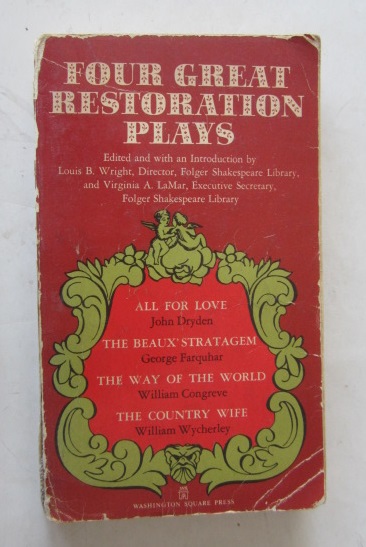 FOUR GREAT
RESTORATION
PLAYS
Edited and with an Introduction by
Louis B. Wright, Director, Folger Shakespeare Library,
and Virginia A. LaMar, Executive Secretary,
Folger Shakespeare Library
ALL FOR LOVE
John Dryden
THE BEAUX' STRATAGEM
George Farquhar
THE WAY OF THE WORLD
William Congreve
THE COUNTRY WIFE
William Wycherley
WASHINGTON SQUARE PRESS